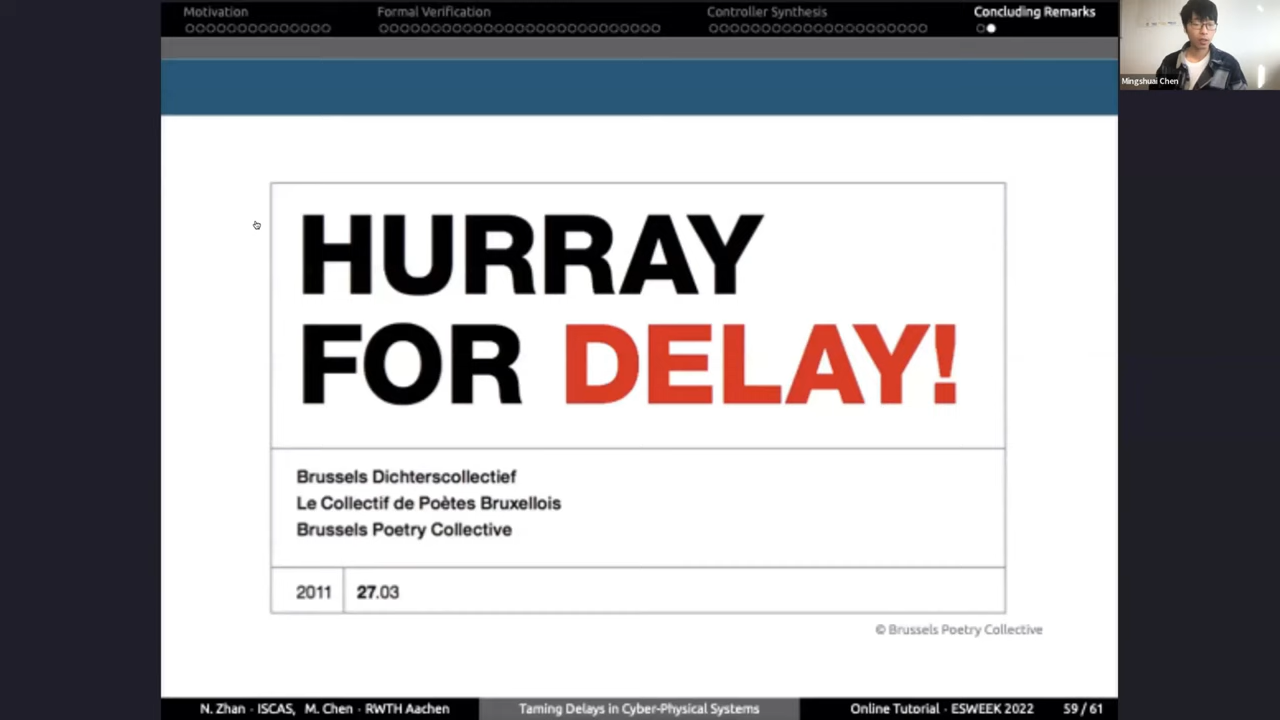 Motivation
Formal Verification
Controller Synthesis
Concluding Remarks
Mingshuai Chen
HURRAY
FOR DELAY!
Brussels Dichterscollectief
Le Collectif de Poètes Bruxellois
Brussels Poetry Collective
2011 27.03
© Brussels Poetry Collective
N. Zhan · ISCAS, M. Chen · RWTH Aachen
Taming Delays in Cyber-Physical Systems
Online Tutorial · ESWEEK 2022
59 / 61